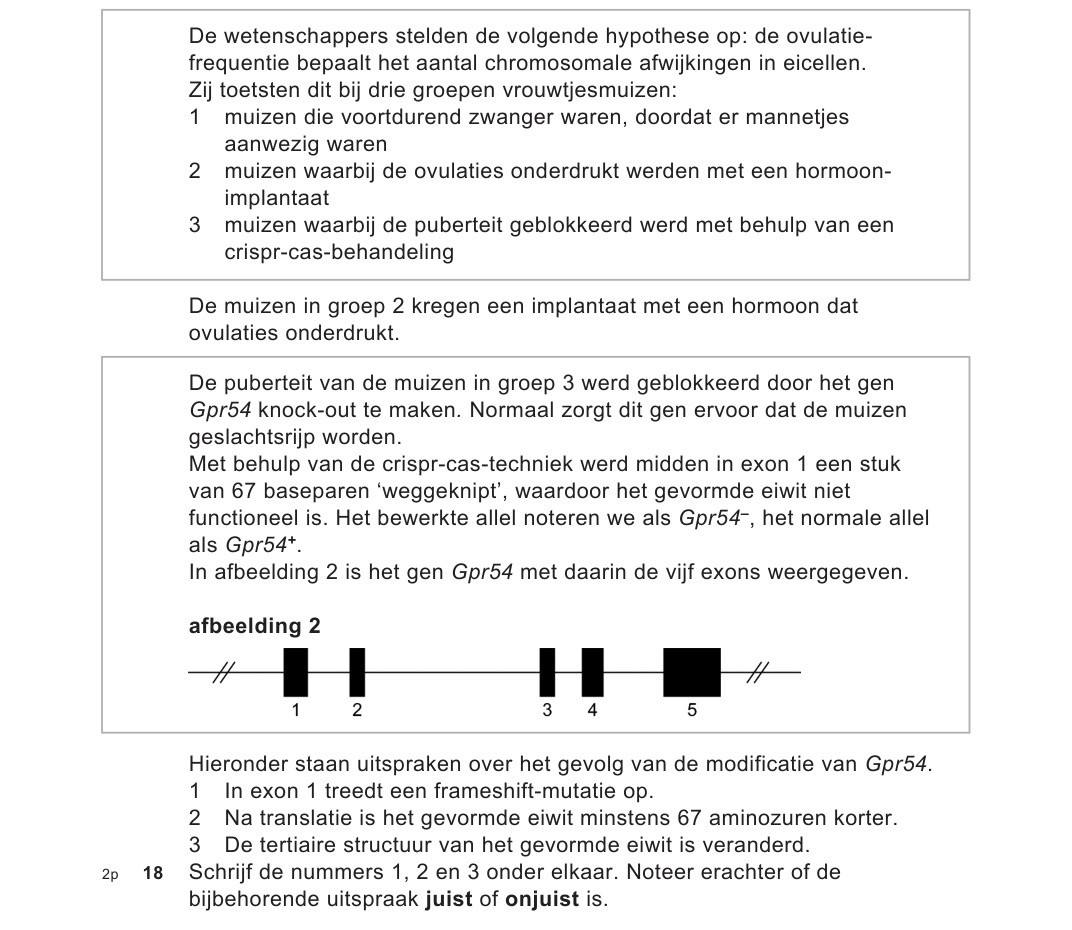 De wetenschappers stelden de volgende hypothese op: de ovulatie-
frequentie bepaalt het aantal chromosomale afwijkingen in eicellen.
Zij toetsten dit bij drie groepen vrouwtjesmuizen:
1 muizen die voortdurend zwanger waren, doordat er mannetjes
aanwezig waren
2 muizen waarbij de ovulaties onderdrukt werden met een hormoon-
implantaat
3 muizen waarbij de puberteit geblokkeerd werd met behulp van een
crispr-cas-behandeling
De muizen in groep 2 kregen een implantaat met een hormoon dat
ovulaties onderdrukt.
De puberteit van de muizen in groep 3 werd geblokkeerd door het gen
Gpr54 knock-out te maken. Normaal zorgt dit gen ervoor dat de muizen
geslachtsrijp worden.
Met behulp van de crispr-cas-techniek werd midden in exon 1 een stuk
van 67 baseparen ‘weggeknipt’, waardoor het gevormde eiwit niet
functioneel is. Het bewerkte allel noteren we als Gpr54⁻, het normale allel
als Gpr54⁺.
In afbeelding 2 is het gen Gpr54 met daarin de vijf exons weergegeven.
afbeelding 2
1 2 3 4 5
Hieronder staan uitspraken over het gevolg van de modificatie van Gpr54.
1 In exon 1 treedt een frameshift-mutatie op.
2 Na translatie is het gevormde eiwit minstens 67 aminozuren korter.
3 De tertiaire structuur van het gevormde eiwit is veranderd.
2p 18 Schrijf de nummers 1, 2 en 3 onder elkaar. Noteer erachter of de
bijbehorende uitspraak juist of onjuist is.